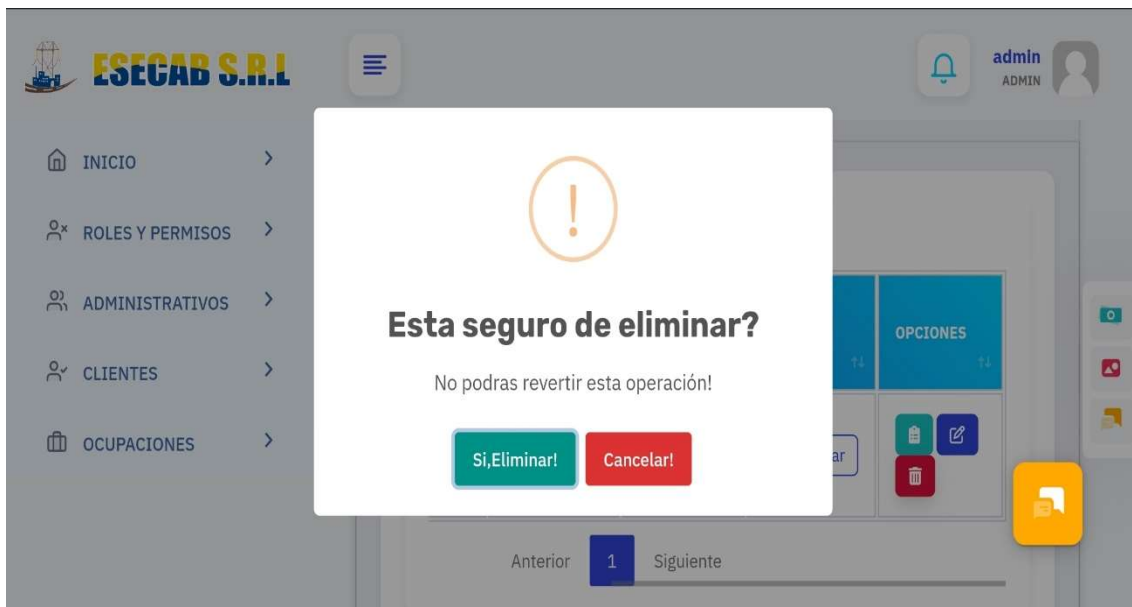 ESECAB S.R.L
admin
ADMIN
INICIO
ROLES Y PERMISOS
ADMINISTRATIVOS
CLIENTES
OCUPACIONES
Esta seguro de eliminar?
No podras revertir esta operación!
Si,Eliminar!
Cancelar!
OPCIONES
ar
Anterior 1 Siguiente